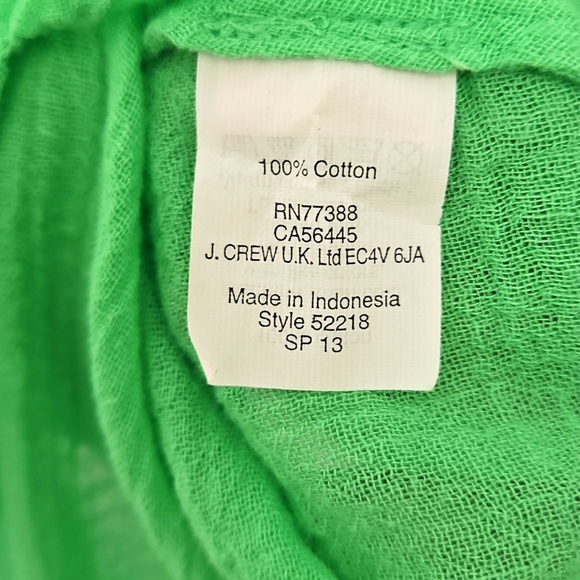 100% Cotton
RN77388
CA56445
J. CREW U.K. Ltd EC4V 6JA
Made in Indonesia
Style 52218
SP 13